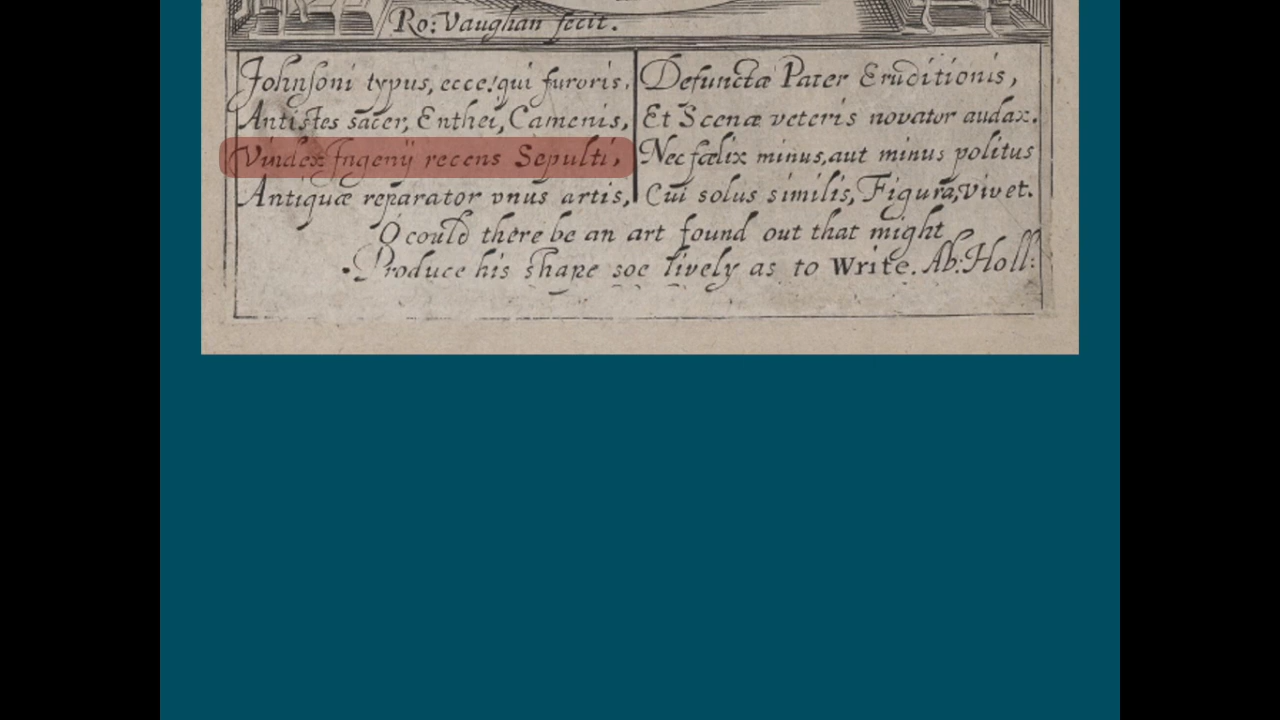 Ro: Vaughan fecit.
Johnſoni typus, ecce! qui furoris,
Antiſtes sacer, Enthei, Camenis,
Vindex Ingenij recens Sepulti,
Antiquæ reparator vnus artis,
Defunctæ Pater Eruditionis,
Et Scenæ veteris novator audax.
Nec fœlix minus, aut minus politus
Cui solus similis, Figura, vivet.
O could there be an art found out that might
Produce his shape soe lively as to Write. Ab: Holl: